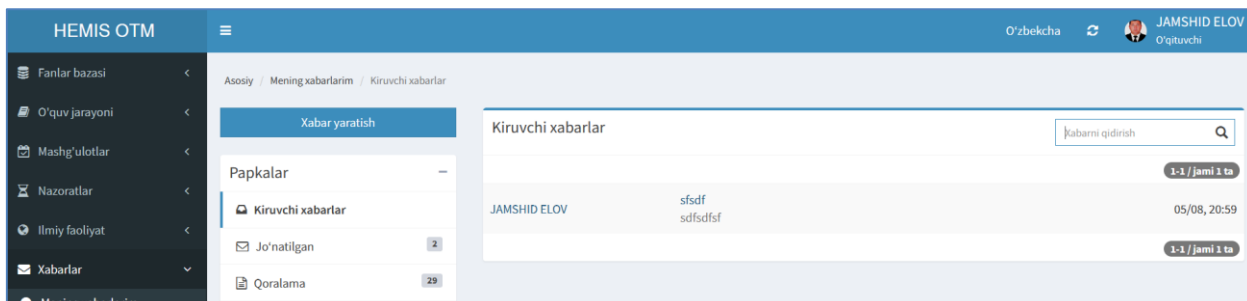 HEMIS OTM
O'zbekcha
JAMSHID ELOV
O'qituvchi
Fanlar bazasi
O'quv jarayoni
Mashg'ulotlar
Nazoratlar
Ilmiy faoliyat
Xabarlar
Asosiy / Mening xabarlarim / Kiruvchi xabarlar
Xabar yaratish
Papkalar
Kiruvchi xabarlar
Jo'natilgan 2
Qoralama 29
Kiruvchi xabarlar
Xabarni qidirish
1-1 / jami 1 ta
JAMSHID ELOV sfsdf 05/08, 20:59
sdfsdfsf
1-1 / jami 1 ta